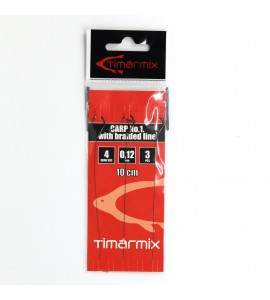 Timarmix
CARP No.1.
with braided line
4 0,12 3
10 cm
Timarmix